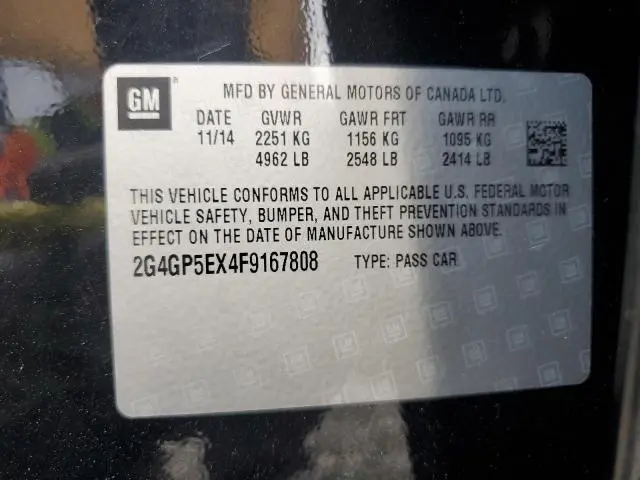 GM
MFD BY GENERAL MOTORS OF CANADA LTD.
DATE GVWR GAWR FRT GAWR RR
11/14 2251 KG 1156 KG 1095 KG
4962 LB 2548 LB 2414 LB
THIS VEHICLE CONFORMS TO ALL APPLICABLE U.S. FEDERAL MOTOR
VEHICLE SAFETY, BUMPER, AND THEFT PREVENTION STANDARDS IN
EFFECT ON THE DATE OF MANUFACTURE SHOWN ABOVE.
2G4GP5EX4F9167808 TYPE: PASS CAR